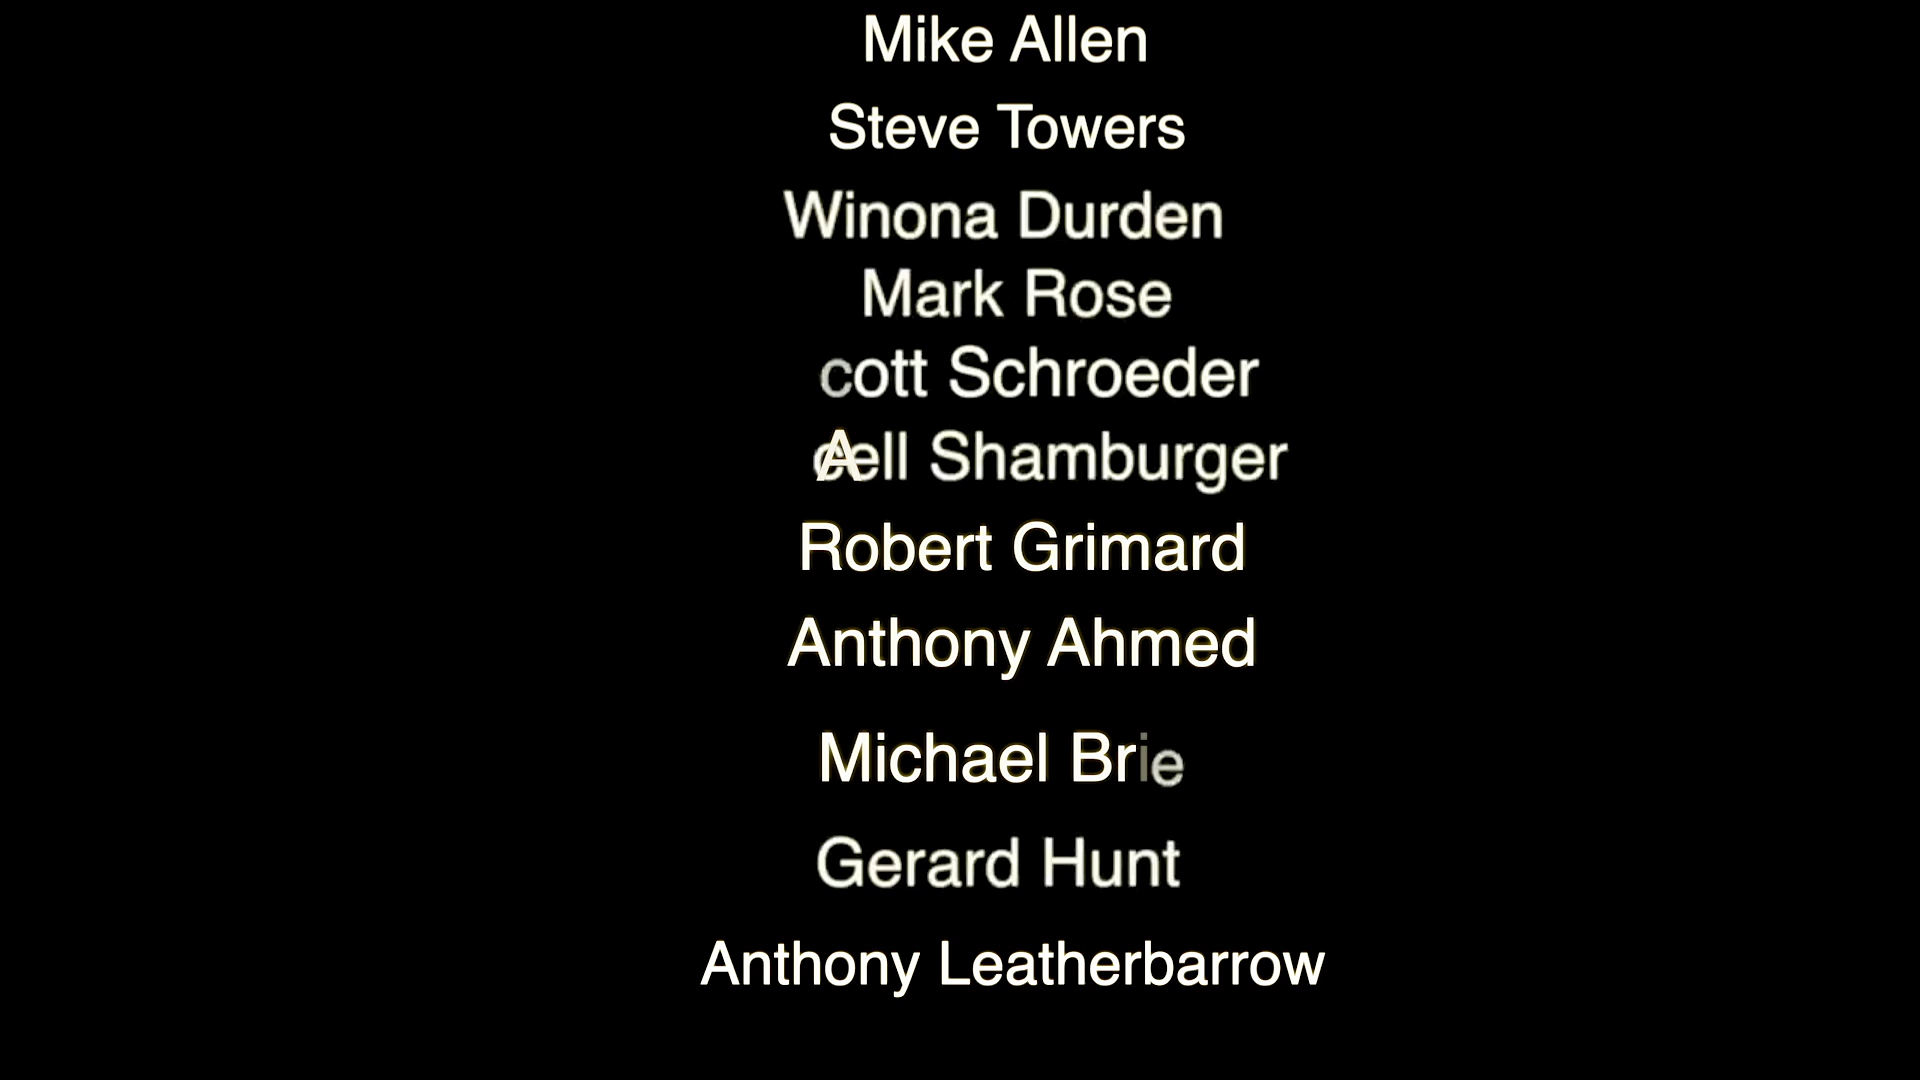 Mike Allen
Steve Towers
Winona Durden
Mark Rose
cott Schroeder
Shamburger
Robert Grimard
Anthony Ahmed
Michael Brie
Gerard Hunt
Anthony Leatherbarrow